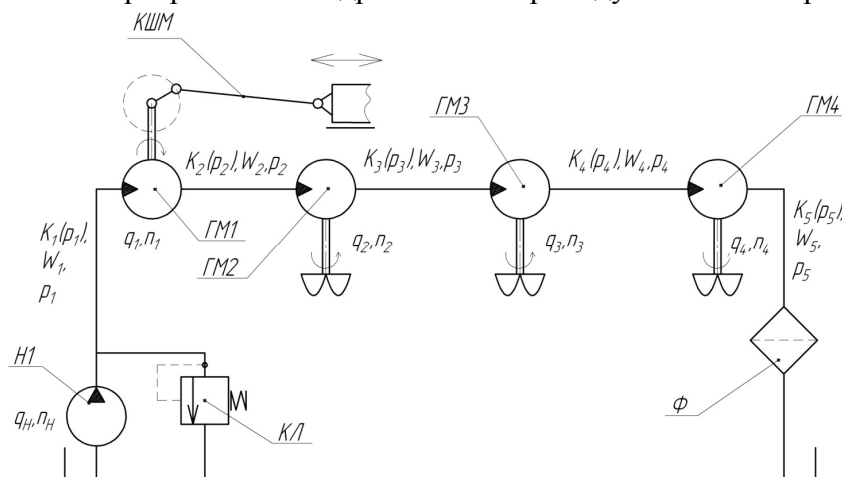 КШМ
ГМ3
ГМ4
K₂(p₂),W₂,p₂
K₃(p₃),W₃,p₃
K₄(p₄),W₄,p₄
K₁(p₁),
W₁,
p₁
q₁,n₁
ГМ1
ГМ2
q₂,n₂
q₃,n₃
q₄,n₄
K₅(p₅),
W₅,
p₅
Н1
qН,nН
КЛ
Ф